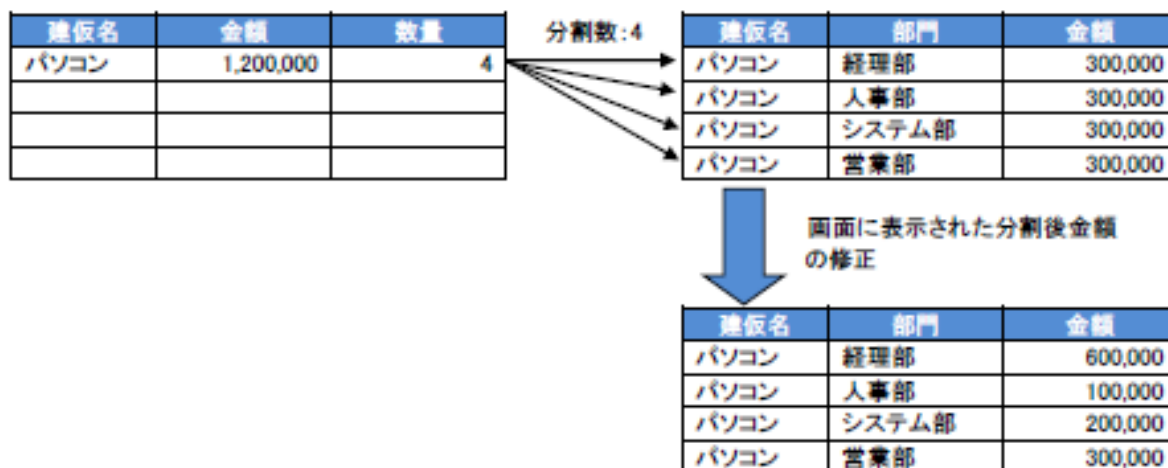 建仮名 金額 数量
パソコン 1,200,000 4
分割数:4
建仮名 部門 金額
パソコン 経理部 300,000
パソコン 人事部 300,000
パソコン システム部 300,000
パソコン 営業部 300,000
画面に表示された分割後金額
の修正
建仮名 部門 金額
パソコン 経理部 600,000
パソコン 人事部 100,000
パソコン システム部 200,000
パソコン 営業部 300,000